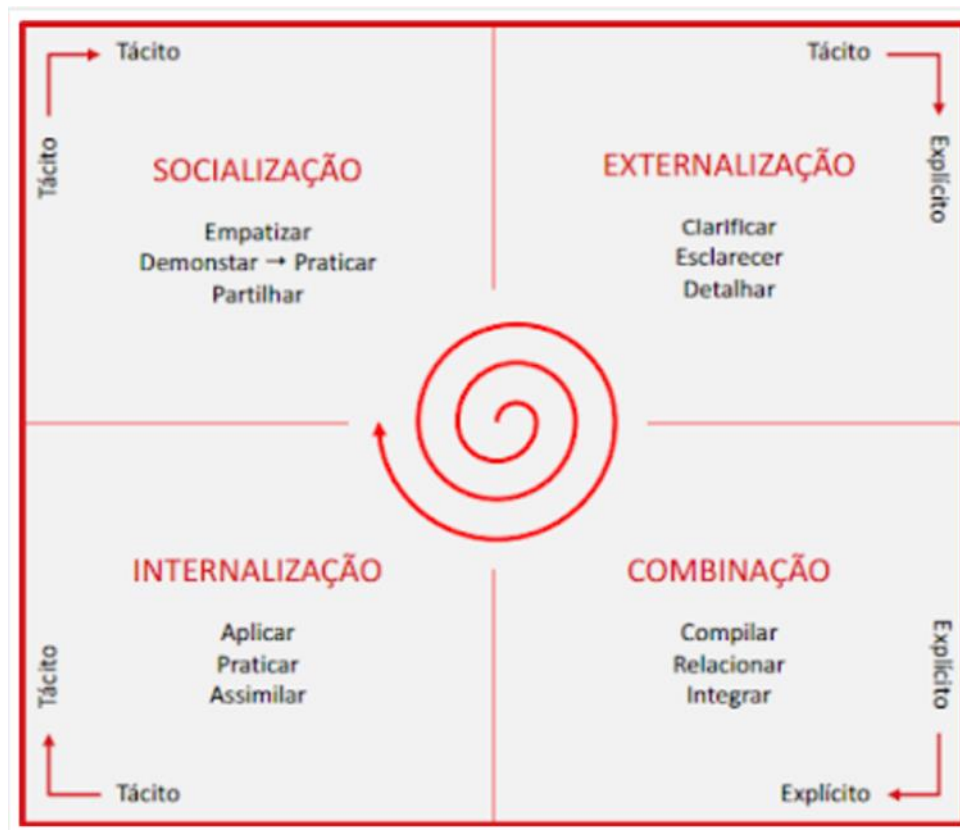 Tácito
Tácito
SOCIALIZAÇÃO
Empatizar
Demonstar → Praticar
Partilhar
Tácito
Explícito
EXTERNALIZAÇÃO
Clarificar
Esclarecer
Detalhar
INTERNALIZAÇÃO
Aplicar
Praticar
Assimilar
Tácito
Tácito
COMBINAÇÃO
Compilar
Relacionar
Integrar
Explícito
Explícito